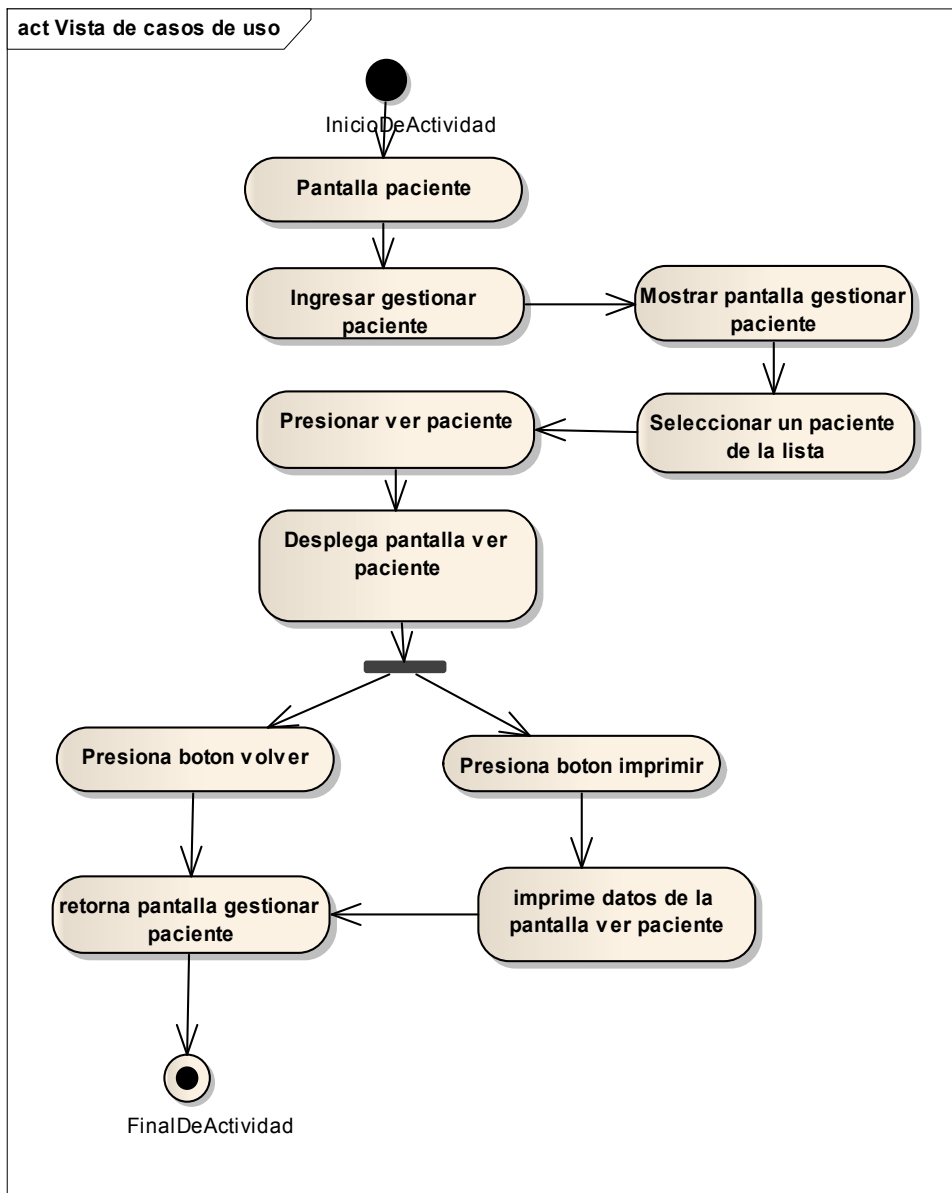 act Vista de casos de uso
InicioDeActividad
Pantalla paciente
Ingresar gestionar
paciente
Mostrar pantalla gestionar
paciente
Seleccionar un paciente
de la lista
Presionar ver paciente
Desplega pantalla ver
paciente
Presiona boton volver
Presiona boton imprimir
retorna pantalla gestionar
paciente
imprime datos de la
pantalla ver paciente
FinalDeActividad